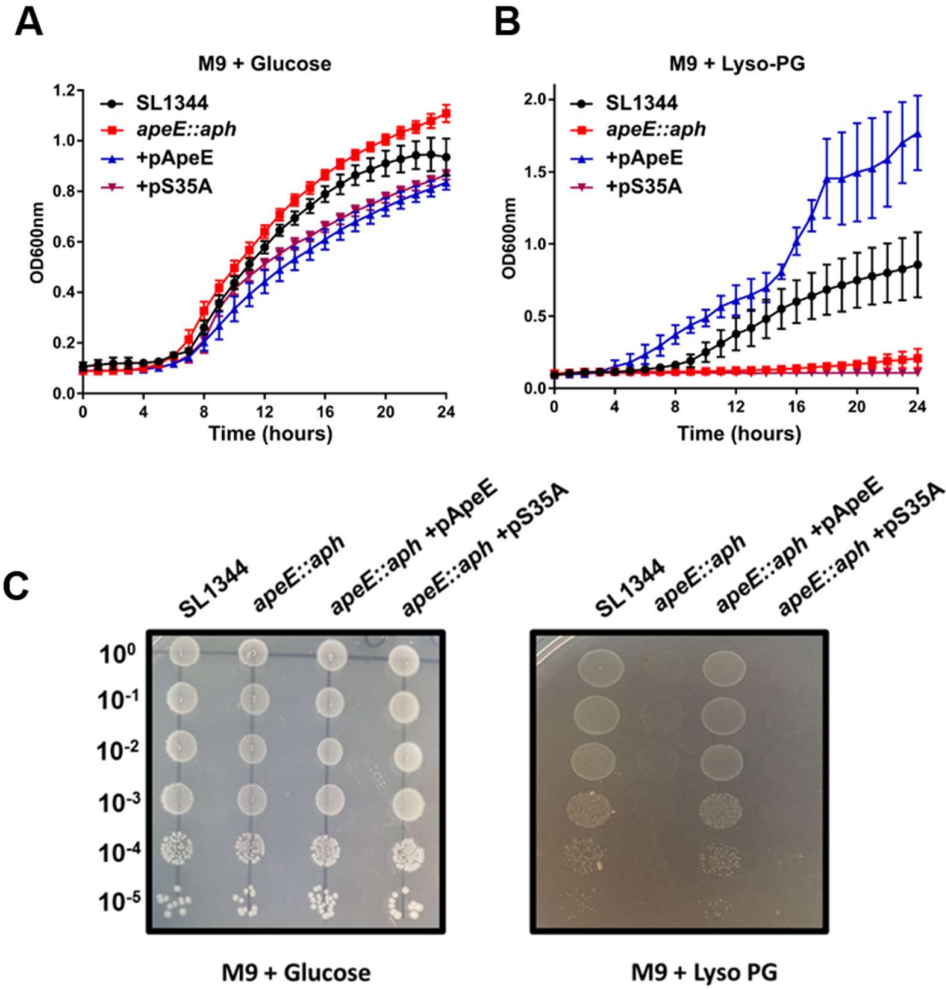 A
M9 + Glucose
SL1344
apeE::aph
+pApeE
+pS35A
OD600nm
1.2
1.0
0.8
0.6
0.4
0.2
0.0
0 4 8 12 16 20 24
Time (hours)
B
M9 + Lyso-PG
SL1344
apeE::aph
+pApeE
+pS35A
OD600nm
2.0
1.5
1.0
0.5
0.0
0 4 8 12 16 20 24
Time (hours)
C
SL1344
apeE::aph
apeE::aph +pApeE
apeE::aph +pS35A
SL1344
apeE::aph
apeE::aph +pApeE
apeE::aph +pS35A
10⁰
10⁻¹
10⁻²
10⁻³
10⁻⁴
10⁻⁵
M9 + Glucose
M9 + Lyso PG